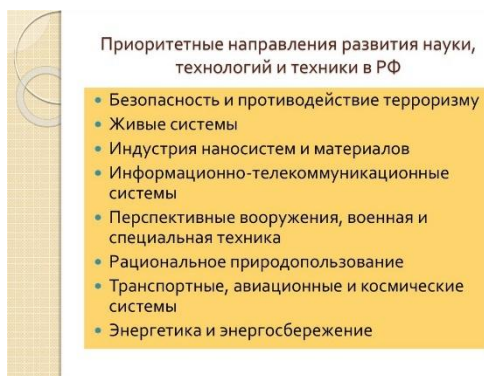 Приоритетные направления развития науки,
технологий и техники в РФ
• Безопасность и противодействие терроризму
• Живые системы
• Индустрия наносистем и материалов
• Информационно-телекоммуникационные
системы
• Перспективные вооружения, военная и
специальная техника
• Рациональное природопользование
• Транспортные, авиационные и космические
системы
• Энергетика и энергосбережение